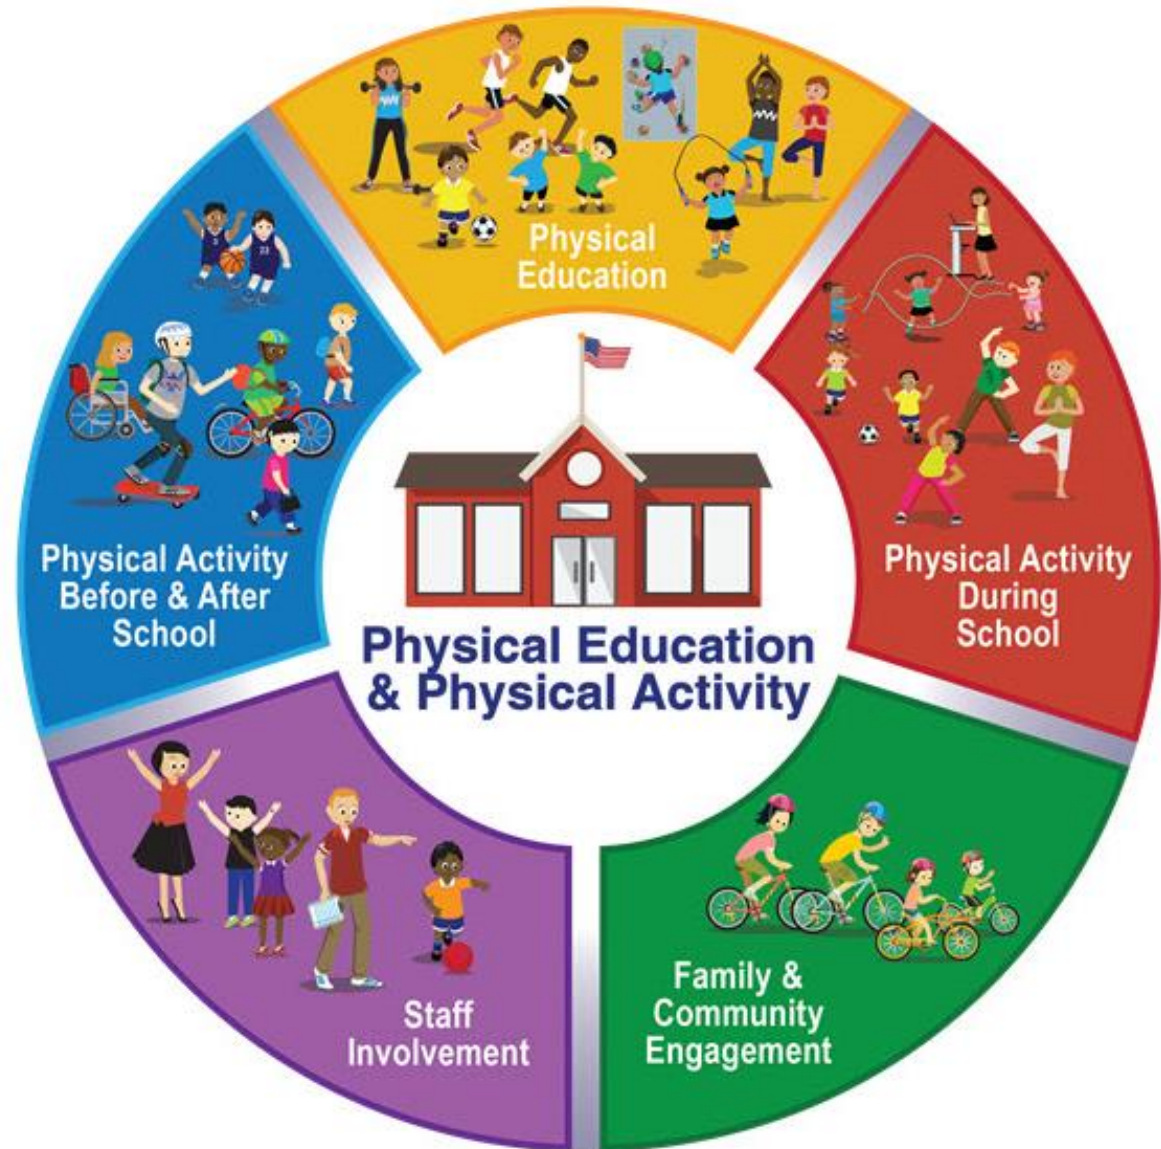 Physical
Education
Physical Activity
During
School
Family &
Community
Engagement
Staff
Involvement
Physical Activity
Before & After
School
Physical Education
& Physical Activity